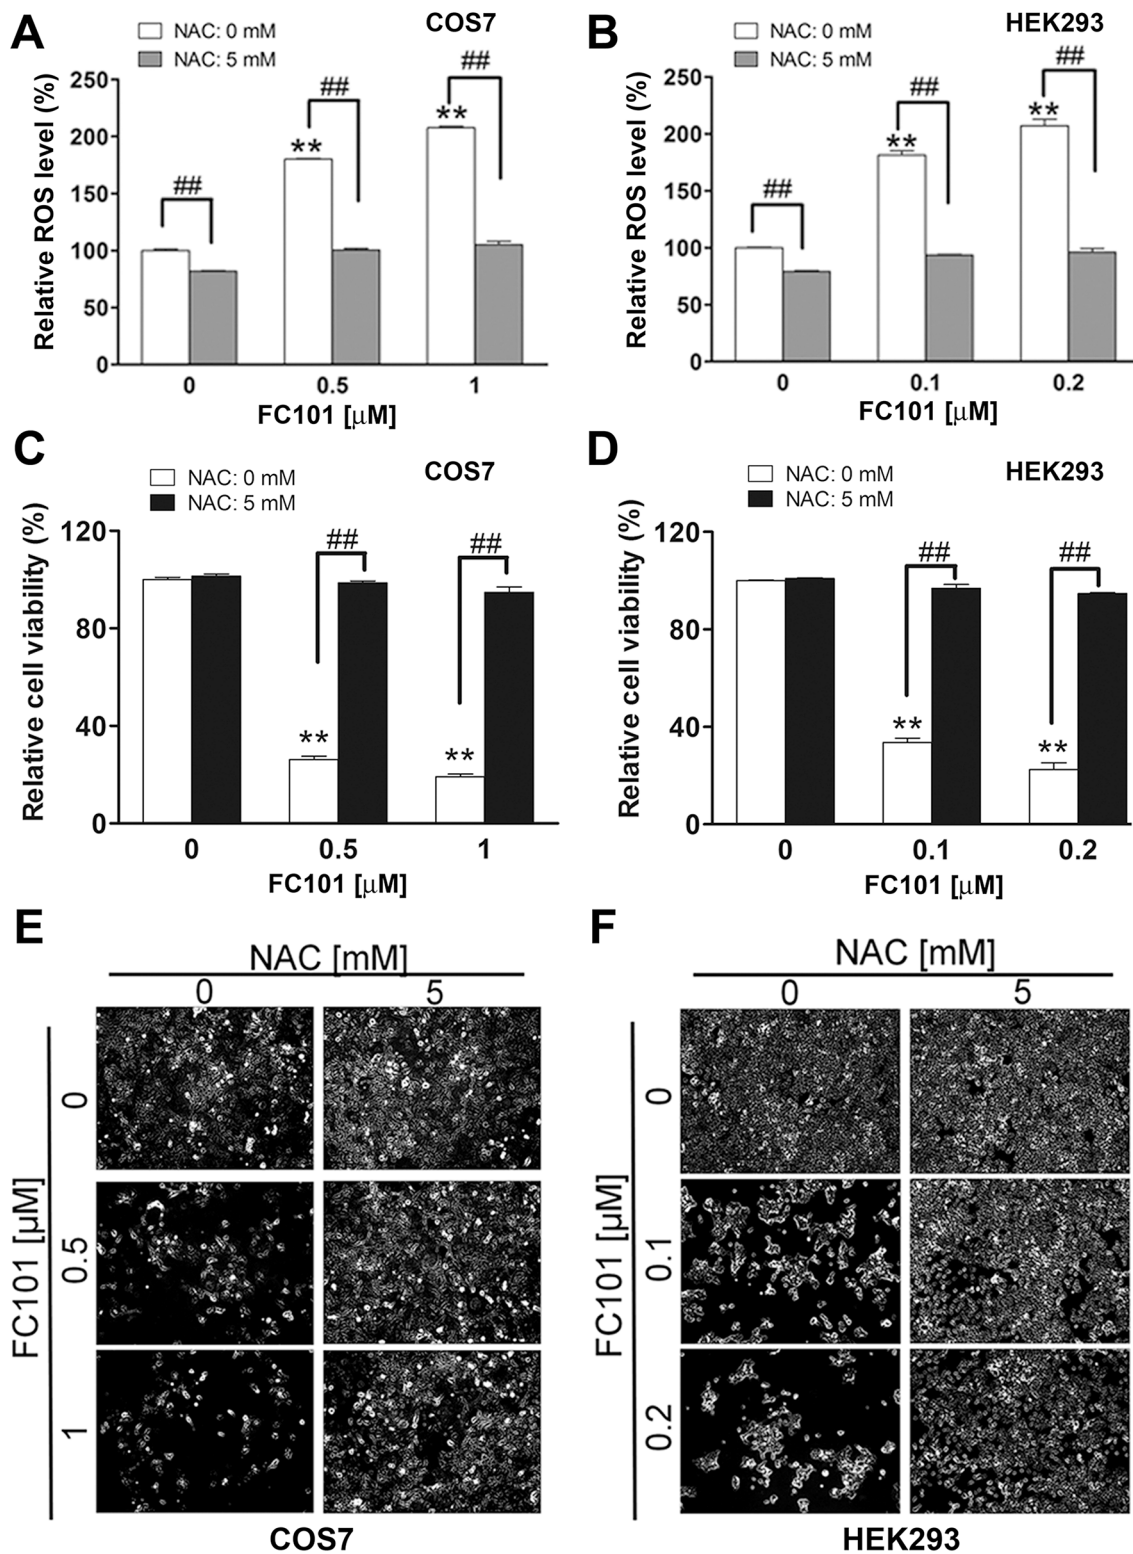 A
NAC: 0 mM
NAC: 5 mM
COS7
Relative ROS level (%)
250
200
150
100
50
0
##
**
##
**
##
0
0.5
1
FC101 [μM]
B
NAC: 0 mM
NAC: 5 mM
HEK293
Relative ROS level (%)
250
200
150
100
50
0
##
**
##
**
##
0
0.1
0.2
FC101 [μM]
C
NAC: 0 mM
NAC: 5 mM
COS7
Relative cell viability (%)
120
80
40
0
**
##
**
##
0
0.5
1
FC101 [μM]
D
NAC: 0 mM
NAC: 5 mM
HEK293
Relative cell viability (%)
120
80
40
0
**
##
**
##
0
0.1
0.2
FC101 [μM]
E
NAC [mM]
0
5
FC101 [μM]
0
0.5
1
COS7
F
NAC [mM]
0
5
FC101 [μM]
0
0.1
0.2
HEK293